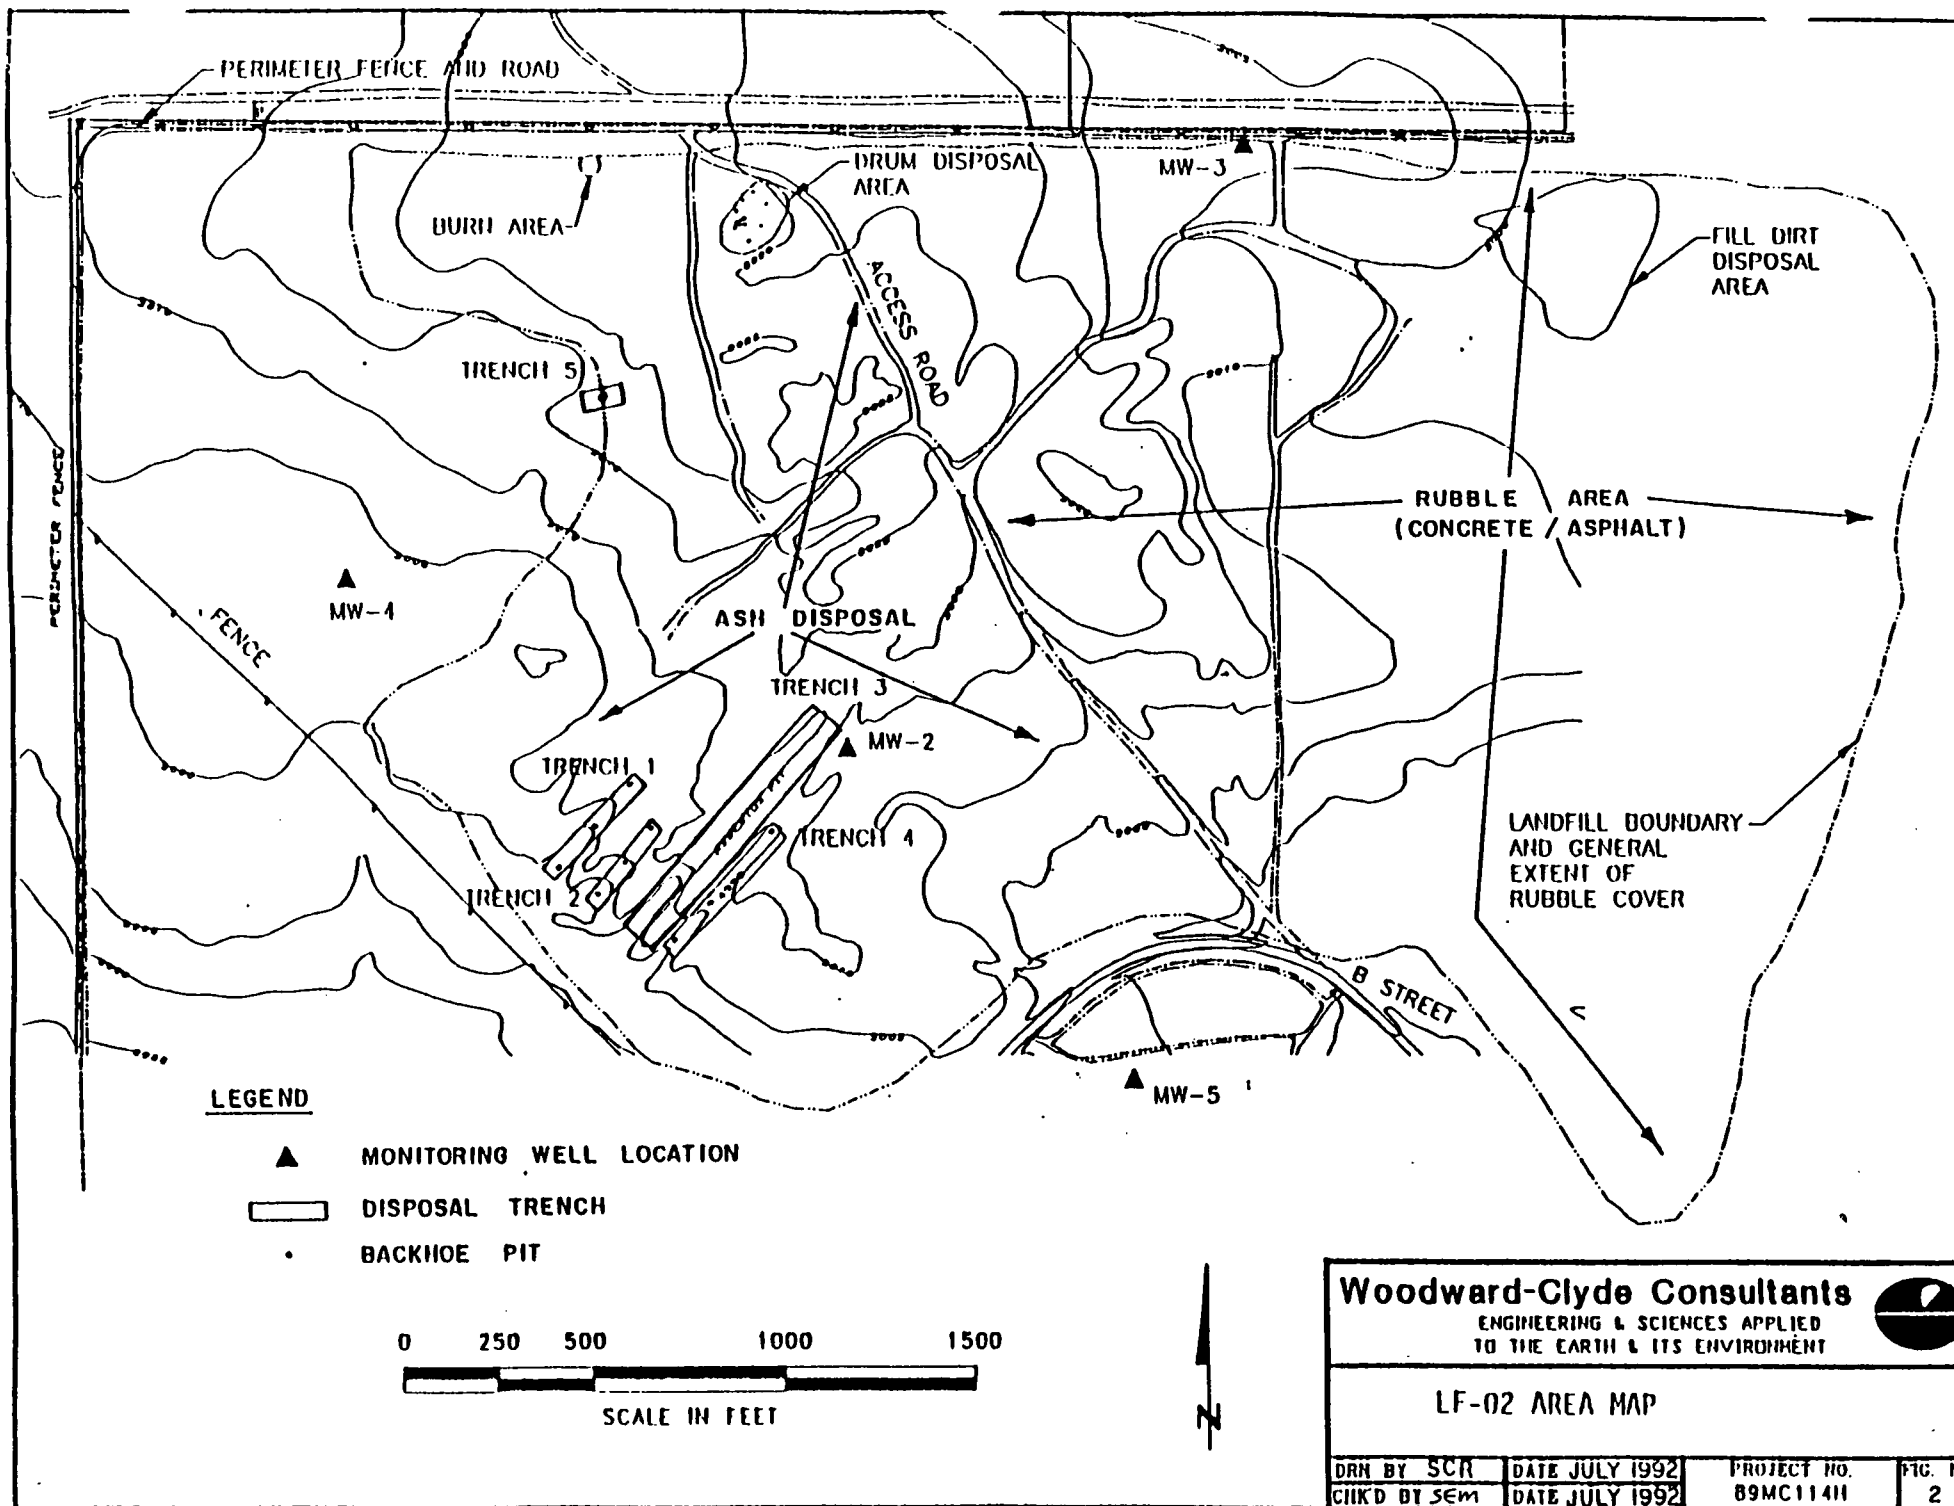 PERIMETER FENCE AND ROAD
DRUM DISPOSAL
AREA
MW-3
BURN AREA
FILL DIRT
DISPOSAL
AREA
ACCESS ROAD
TRENCH 5
PERIMETER FENCE
RUBBLE AREA
(CONCRETE / ASPHALT)
MW-4
FENCE
ASH DISPOSAL
TRENCH 3
MW-2
TRENCH 1
TRENCH 4
TRENCH 2
LANDFILL BOUNDARY
AND GENERAL
EXTENT OF
RUBBLE COVER
B STREET
MW-5
LEGEND
MONITORING WELL LOCATION
DISPOSAL TRENCH
BACKHOE PIT
0 250 500 1000 1500
SCALE IN FEET
N
Woodward-Clyde Consultants
ENGINEERING & SCIENCES APPLIED
TO THE EARTH & ITS ENVIRONMENT
LF-02 AREA MAP
DRN BY SCR DATE JULY 1992 PROJECT NO. FIG.
CHK'D BY SEM DATE JULY 1992 89MC114H 2